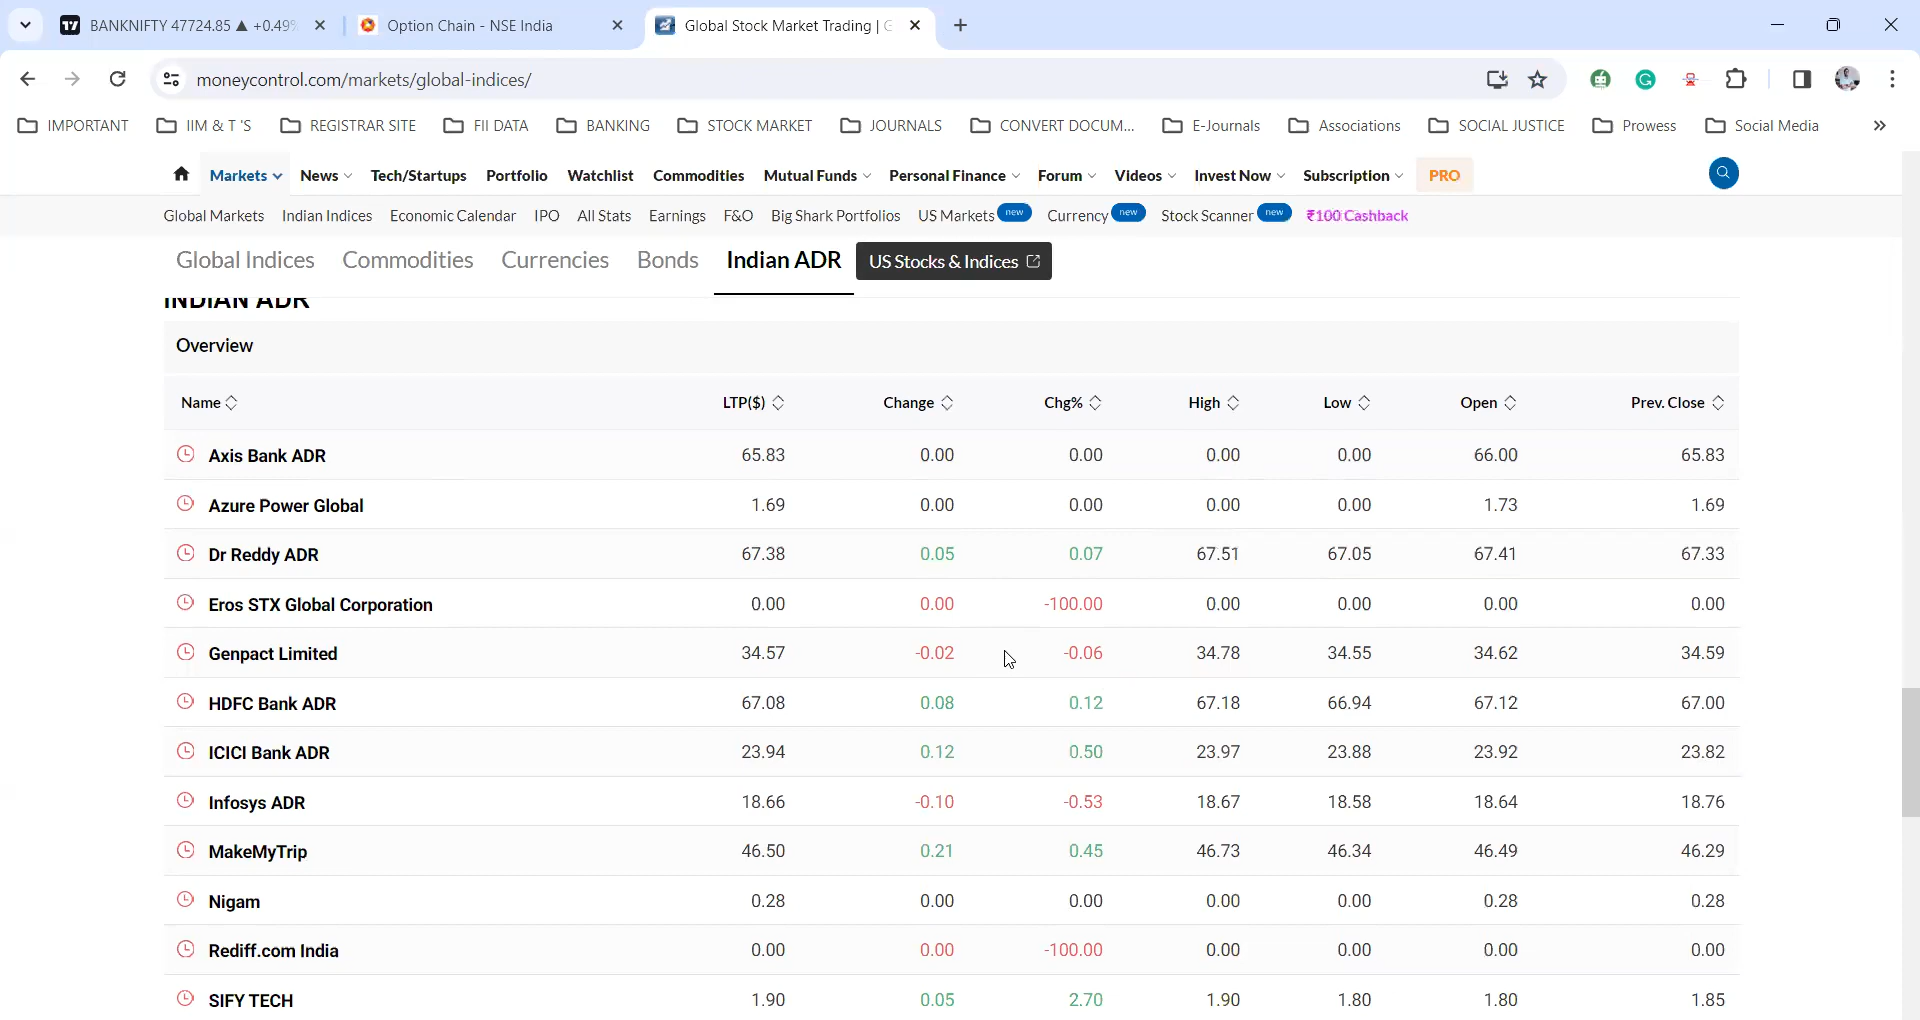 BANKNIFTY 47724.85 ▲ +0.49% Option Chain - NSE India Global Stock Market Trading |
moneycontrol.com/markets/global-indices/
IMPORTANT IIM & T 'S REGISTRAR SITE FII DATA BANKING STOCK MARKET JOURNALS CONVERT DOCUM... E-Journals Associations SOCIAL JUSTICE Prowess Social Media »
Markets News Tech/Startups Portfolio Watchlist Commodities Mutual Funds Personal Finance Forum Videos Invest Now Subscription PRO
Global Markets Indian Indices Economic Calendar IPO All Stats Earnings F&O Big Shark Portfolios US Markets new Currency new Stock Scanner new ₹100 Cashback
Global Indices Commodities Currencies Bonds Indian ADR US Stocks & Indices
INDIAN ADR
Overview
Name LTP($) Change Chg% High Low Open Prev. Close
Axis Bank ADR 65.83 0.00 0.00 0.00 0.00 66.00 65.83
Azure Power Global 1.69 0.00 0.00 0.00 0.00 1.73 1.69
Dr Reddy ADR 67.38 0.05 0.07 67.51 67.05 67.41 67.33
Eros STX Global Corporation 0.00 0.00 -100.00 0.00 0.00 0.00 0.00
Genpact Limited 34.57 -0.02 -0.06 34.78 34.55 34.62 34.59
HDFC Bank ADR 67.08 0.08 0.12 67.18 66.94 67.12 67.00
ICICI Bank ADR 23.94 0.12 0.50 23.97 23.88 23.92 23.82
Infosys ADR 18.66 -0.10 -0.53 18.67 18.58 18.64 18.76
MakeMyTrip 46.50 0.21 0.45 46.73 46.34 46.49 46.29
Nigam 0.28 0.00 0.00 0.00 0.00 0.28 0.28
Rediff.com India 0.00 0.00 -100.00 0.00 0.00 0.00 0.00
SIFY TECH 1.90 0.05 2.70 1.90 1.80 1.80 1.85